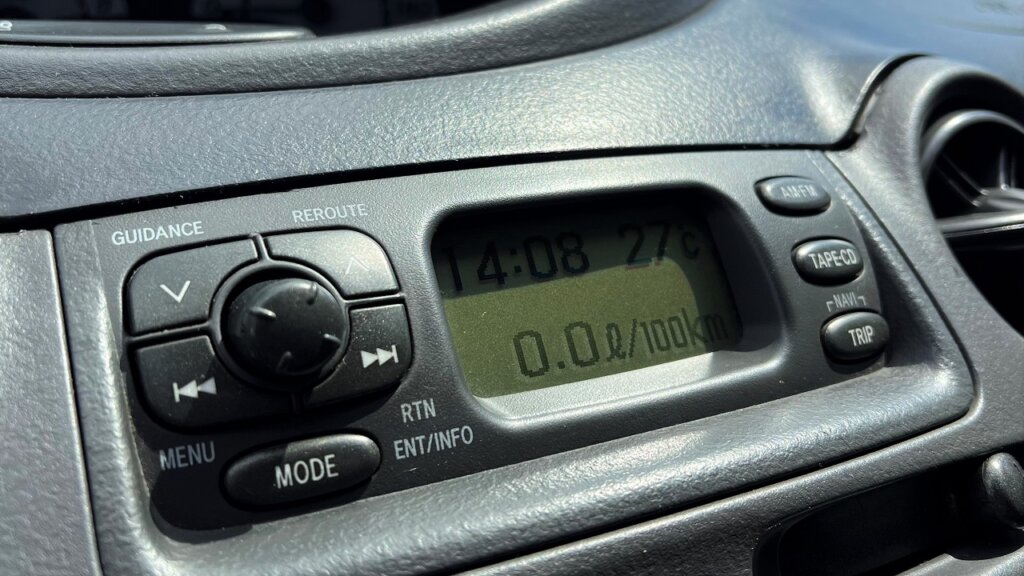 GUIDANCE
REROUTE
14:08 27°C
0.0ℓ/100km
AM·FM
TAPE·CD
NAVI
TRIP
RTN
ENT/INFO
MENU
MODE